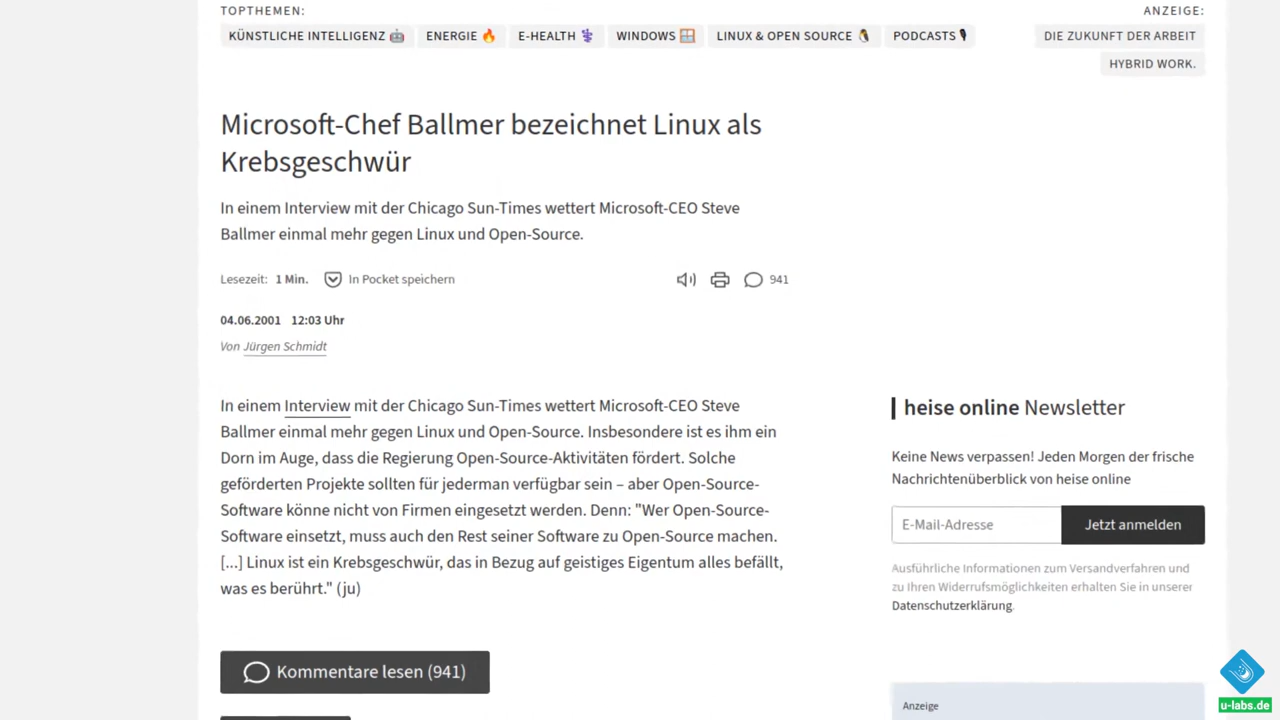 TOPTHEMEN:
ANZEIGE:
KÜNSTLICHE INTELLIGENZ 🤖 ENERGIE 🔥 E-HEALTH ⚕️ WINDOWS 🪟 LINUX & OPEN SOURCE 🐧 PODCASTS 🎙
DIE ZUKUNFT DER ARBEIT
HYBRID WORK.
Microsoft-Chef Ballmer bezeichnet Linux als
Krebsgeschwür
In einem Interview mit der Chicago Sun-Times wettert Microsoft-CEO Steve
Ballmer einmal mehr gegen Linux und Open-Source.
Lesezeit: 1 Min. In Pocket speichern 941
04.06.2001 12:03 Uhr
Von Jürgen Schmidt
In einem Interview mit der Chicago Sun-Times wettert Microsoft-CEO Steve
Ballmer einmal mehr gegen Linux und Open-Source. Insbesondere ist es ihm ein
Dorn im Auge, dass die Regierung Open-Source-Aktivitäten fördert. Solche
geförderten Projekte sollten für jederman verfügbar sein – aber Open-Source-
Software könne nicht von Firmen eingesetzt werden. Denn: "Wer Open-Source-
Software einsetzt, muss auch den Rest seiner Software zu Open-Source machen.
[...] Linux ist ein Krebsgeschwür, das in Bezug auf geistiges Eigentum alles befällt,
was es berührt." (ju)
Kommentare lesen (941)
heise online Newsletter
Keine News verpassen! Jeden Morgen der frische
Nachrichtenüberblick von heise online
E-Mail-Adresse Jetzt anmelden
Ausführliche Informationen zum Versandverfahren und
zu Ihren Widerrufsmöglichkeiten erhalten Sie in unserer
Datenschutzerklärung.
Anzeige
u-labs.de